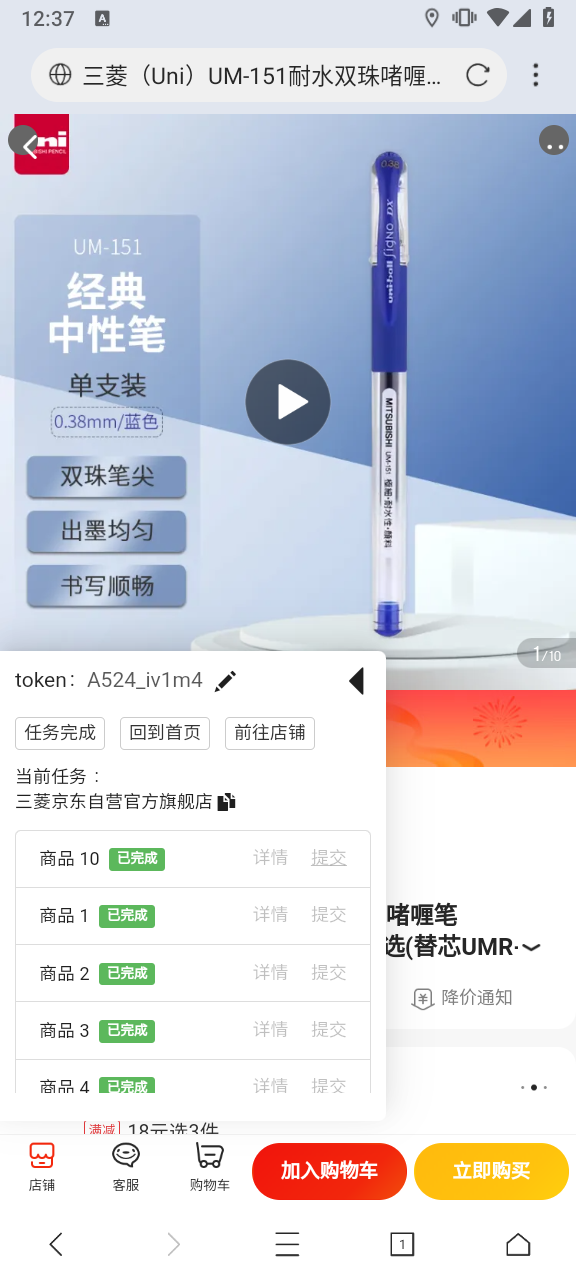 12:37
A
三菱（Uni）UM-151耐水双珠啫喱…
uni
MITSUBISHI PENCIL
UM-151
经典
中性笔
单支装
0.38mm/蓝色
双珠笔尖
出墨均匀
书写顺畅
0.38
uni-ball Signo DX
MITSUBISHI UM-151 極細・耐水性・顔料
1/10
token： A524_iv1m4
任务完成 回到首页 前往店铺
当前任务：
三菱京东自营官方旗舰店
商品 10 已完成 详情 提交
商品 1 已完成 详情 提交
商品 2 已完成 详情 提交
商品 3 已完成 详情 提交
商品 4 已完成 详情 提交
啫喱笔
选(替芯UMR·
降价通知
满减 18元选3件
店铺 客服 购物车 加入购物车 立即购买
1